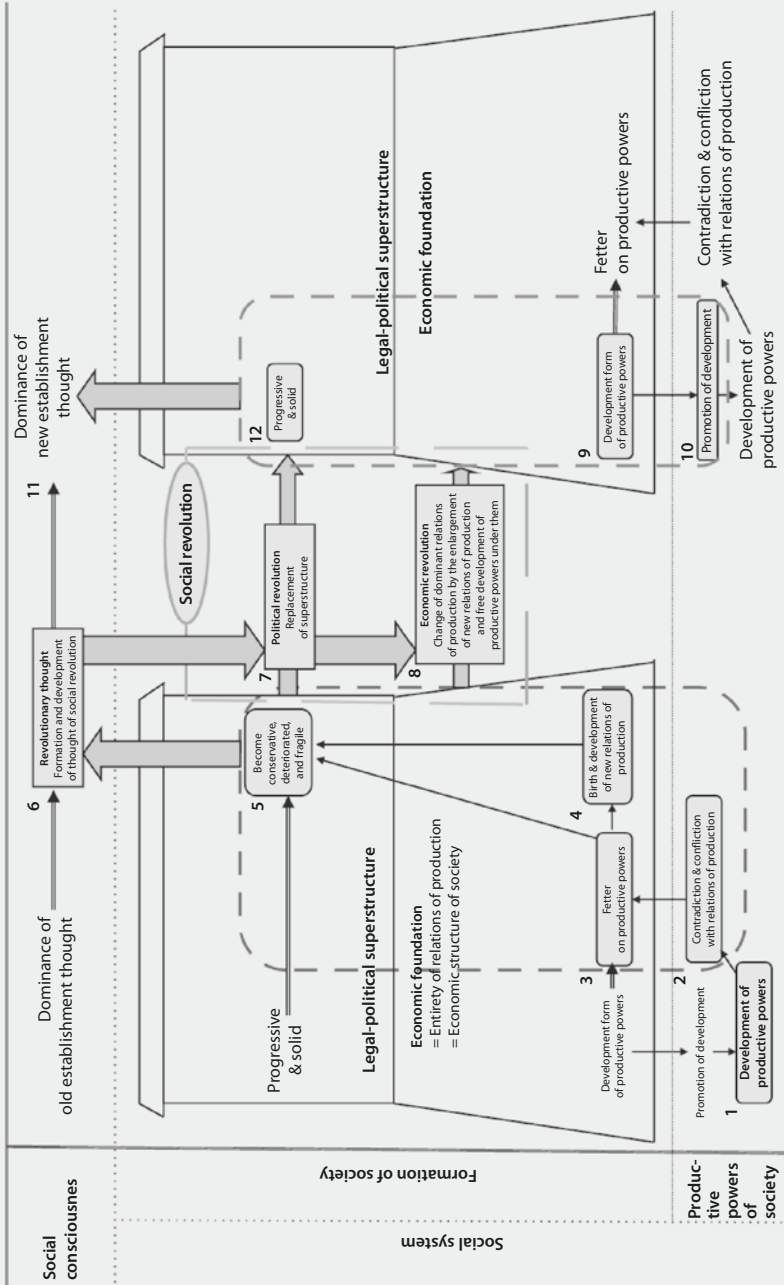 Social
consciousnes
Social system
Formation of society
Produc-
tive
powers
of
society
Dominance of
old establishment thought
6
Revolutionary thought
Formation and development
of thought of social revolution
11
Dominance of
new establishment
thought
Social revolution
Progressive
& solid
5
Become
conservative,
deteriorated,
and fragile
7
Political revolution
Replacement
of superstructure
12
Progressive
& solid
Legal-political superstructure
Legal-political superstructure
Economic foundation
= Entirety of relations of production
= Economic structure of society
8
Economic revolution
Change of dominant relations
of production by the enlargement
of new relations of production
and free development of
productive powers under them
Economic foundation
Development form
of productive powers
3
Fetter
on productive powers
4
Birth & development
of new relations of
production
9
Development form
of productive powers
Fetter
on productive powers
Promotion of development
1
Development of
productive powers
2
Contradiction & confliction
with relations of production
10
Promotion of development
Development of
productive powers
Contradiction & confliction
with relations of production